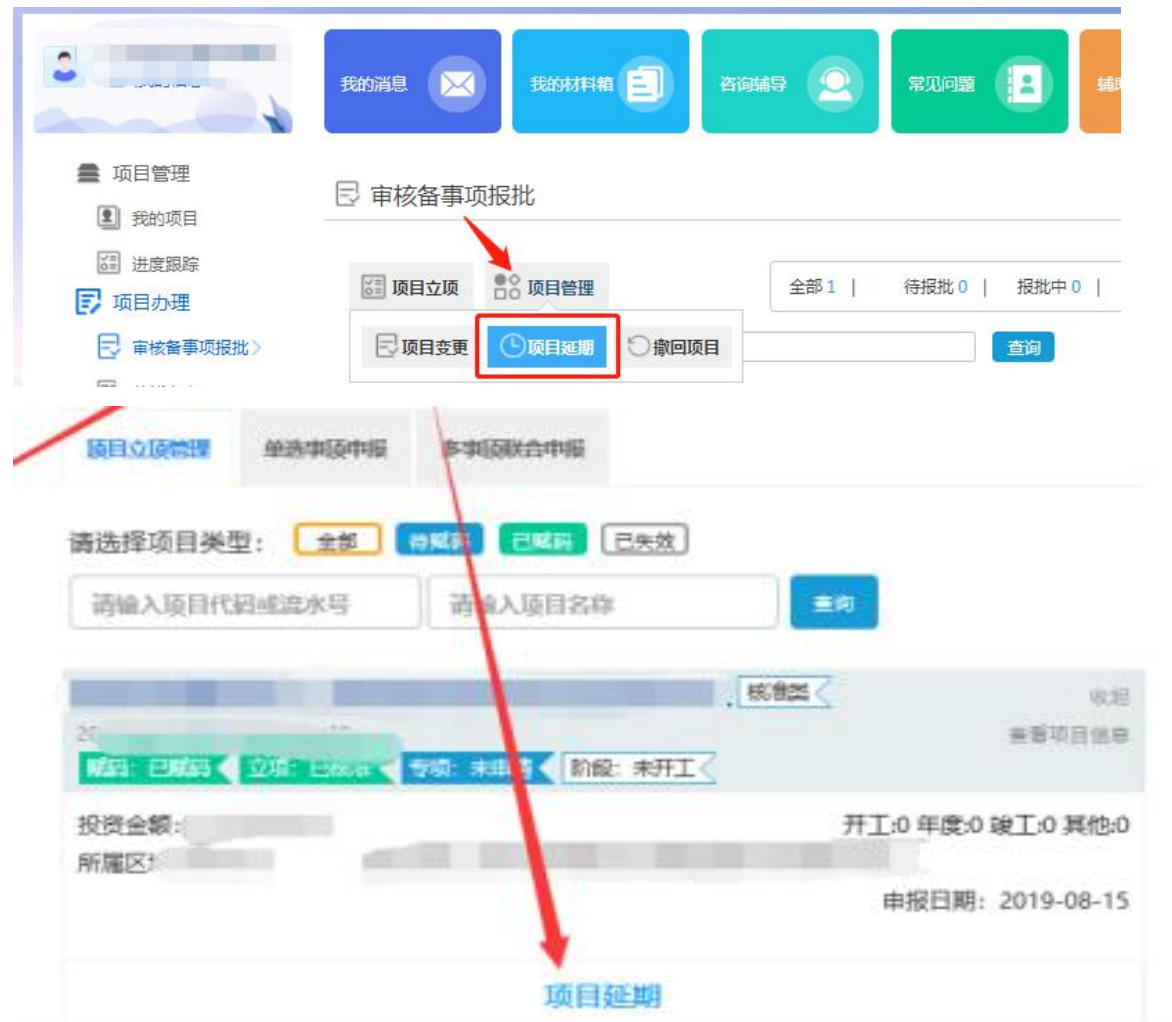 我的消息
我的材料箱
咨询辅导
常见问题
项目管理
我的项目
进度跟踪
项目办理
审核备事项报批
审核备事项报批
项目立项 项目管理
全部 1 | 待报批 0 | 报批中 0 |
项目变更 项目延期 撤回项目
查询
项目立项管理 单选事项申报 多事项联合申报
请选择项目类型： 全部 待赋码 已赋码 已失效
请输入项目代码或流水号 请输入项目名称 查询
核准类 收起
查看项目信息
赋码：已赋码 立项： 专项： 阶段：未开工
投资金额:
开工:0 年度:0 竣工:0 其他:0
所属区
申报日期：2019-08-15
项目延期